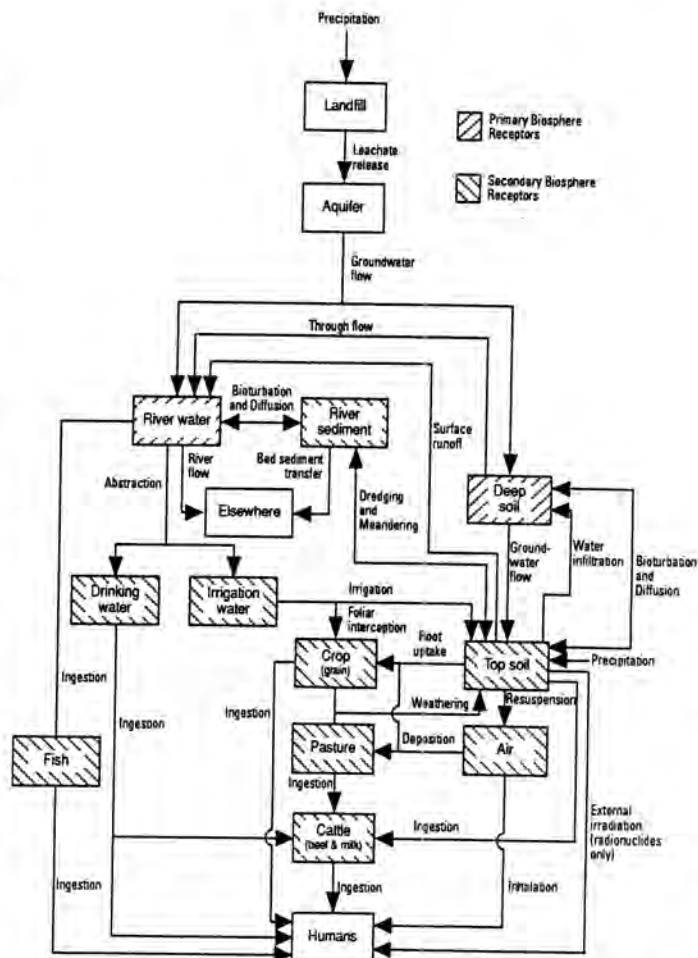 Precipitation
Landfill
Primary Biosphere
Receptors
Leachate
release
Secondary Biosphere
Receptors
Aquifer
Groundwater
flow
Through flow
River water
Bioturbation
and Diffusion
River
sediment
Surface
runoff
Abstraction
River
flow
Bed sediment
transfer
Elsewhere
Dredging
and
Meandering
Deep
soil
Ground-
water
flow
Water
infiltration
Bioturbation
and
Diffusion
Drinking
water
Irrigation
water
Irrigation
Foliar
interception
Crop
(grain)
Root
uptake
Top soil
Precipitation
Ingestion
Ingestion
Ingestion
Weathering
Resuspension
Fish
Pasture
Deposition
Air
Ingestion
External
irradiation
(radionuclides
only)
Cattle
(beef & milk)
Ingestion
Ingestion
Ingestion
Inhalation
Humans